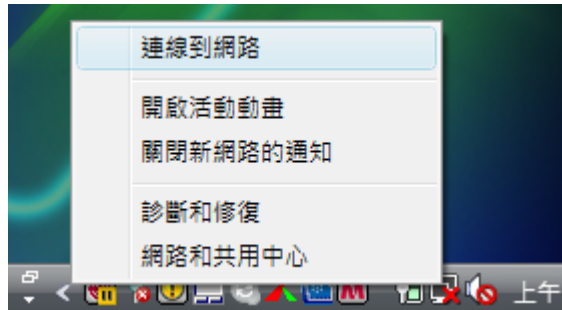 連線到網路
開啟活動動畫
關閉新網路的通知
診斷和修復
網路和共用中心
上午